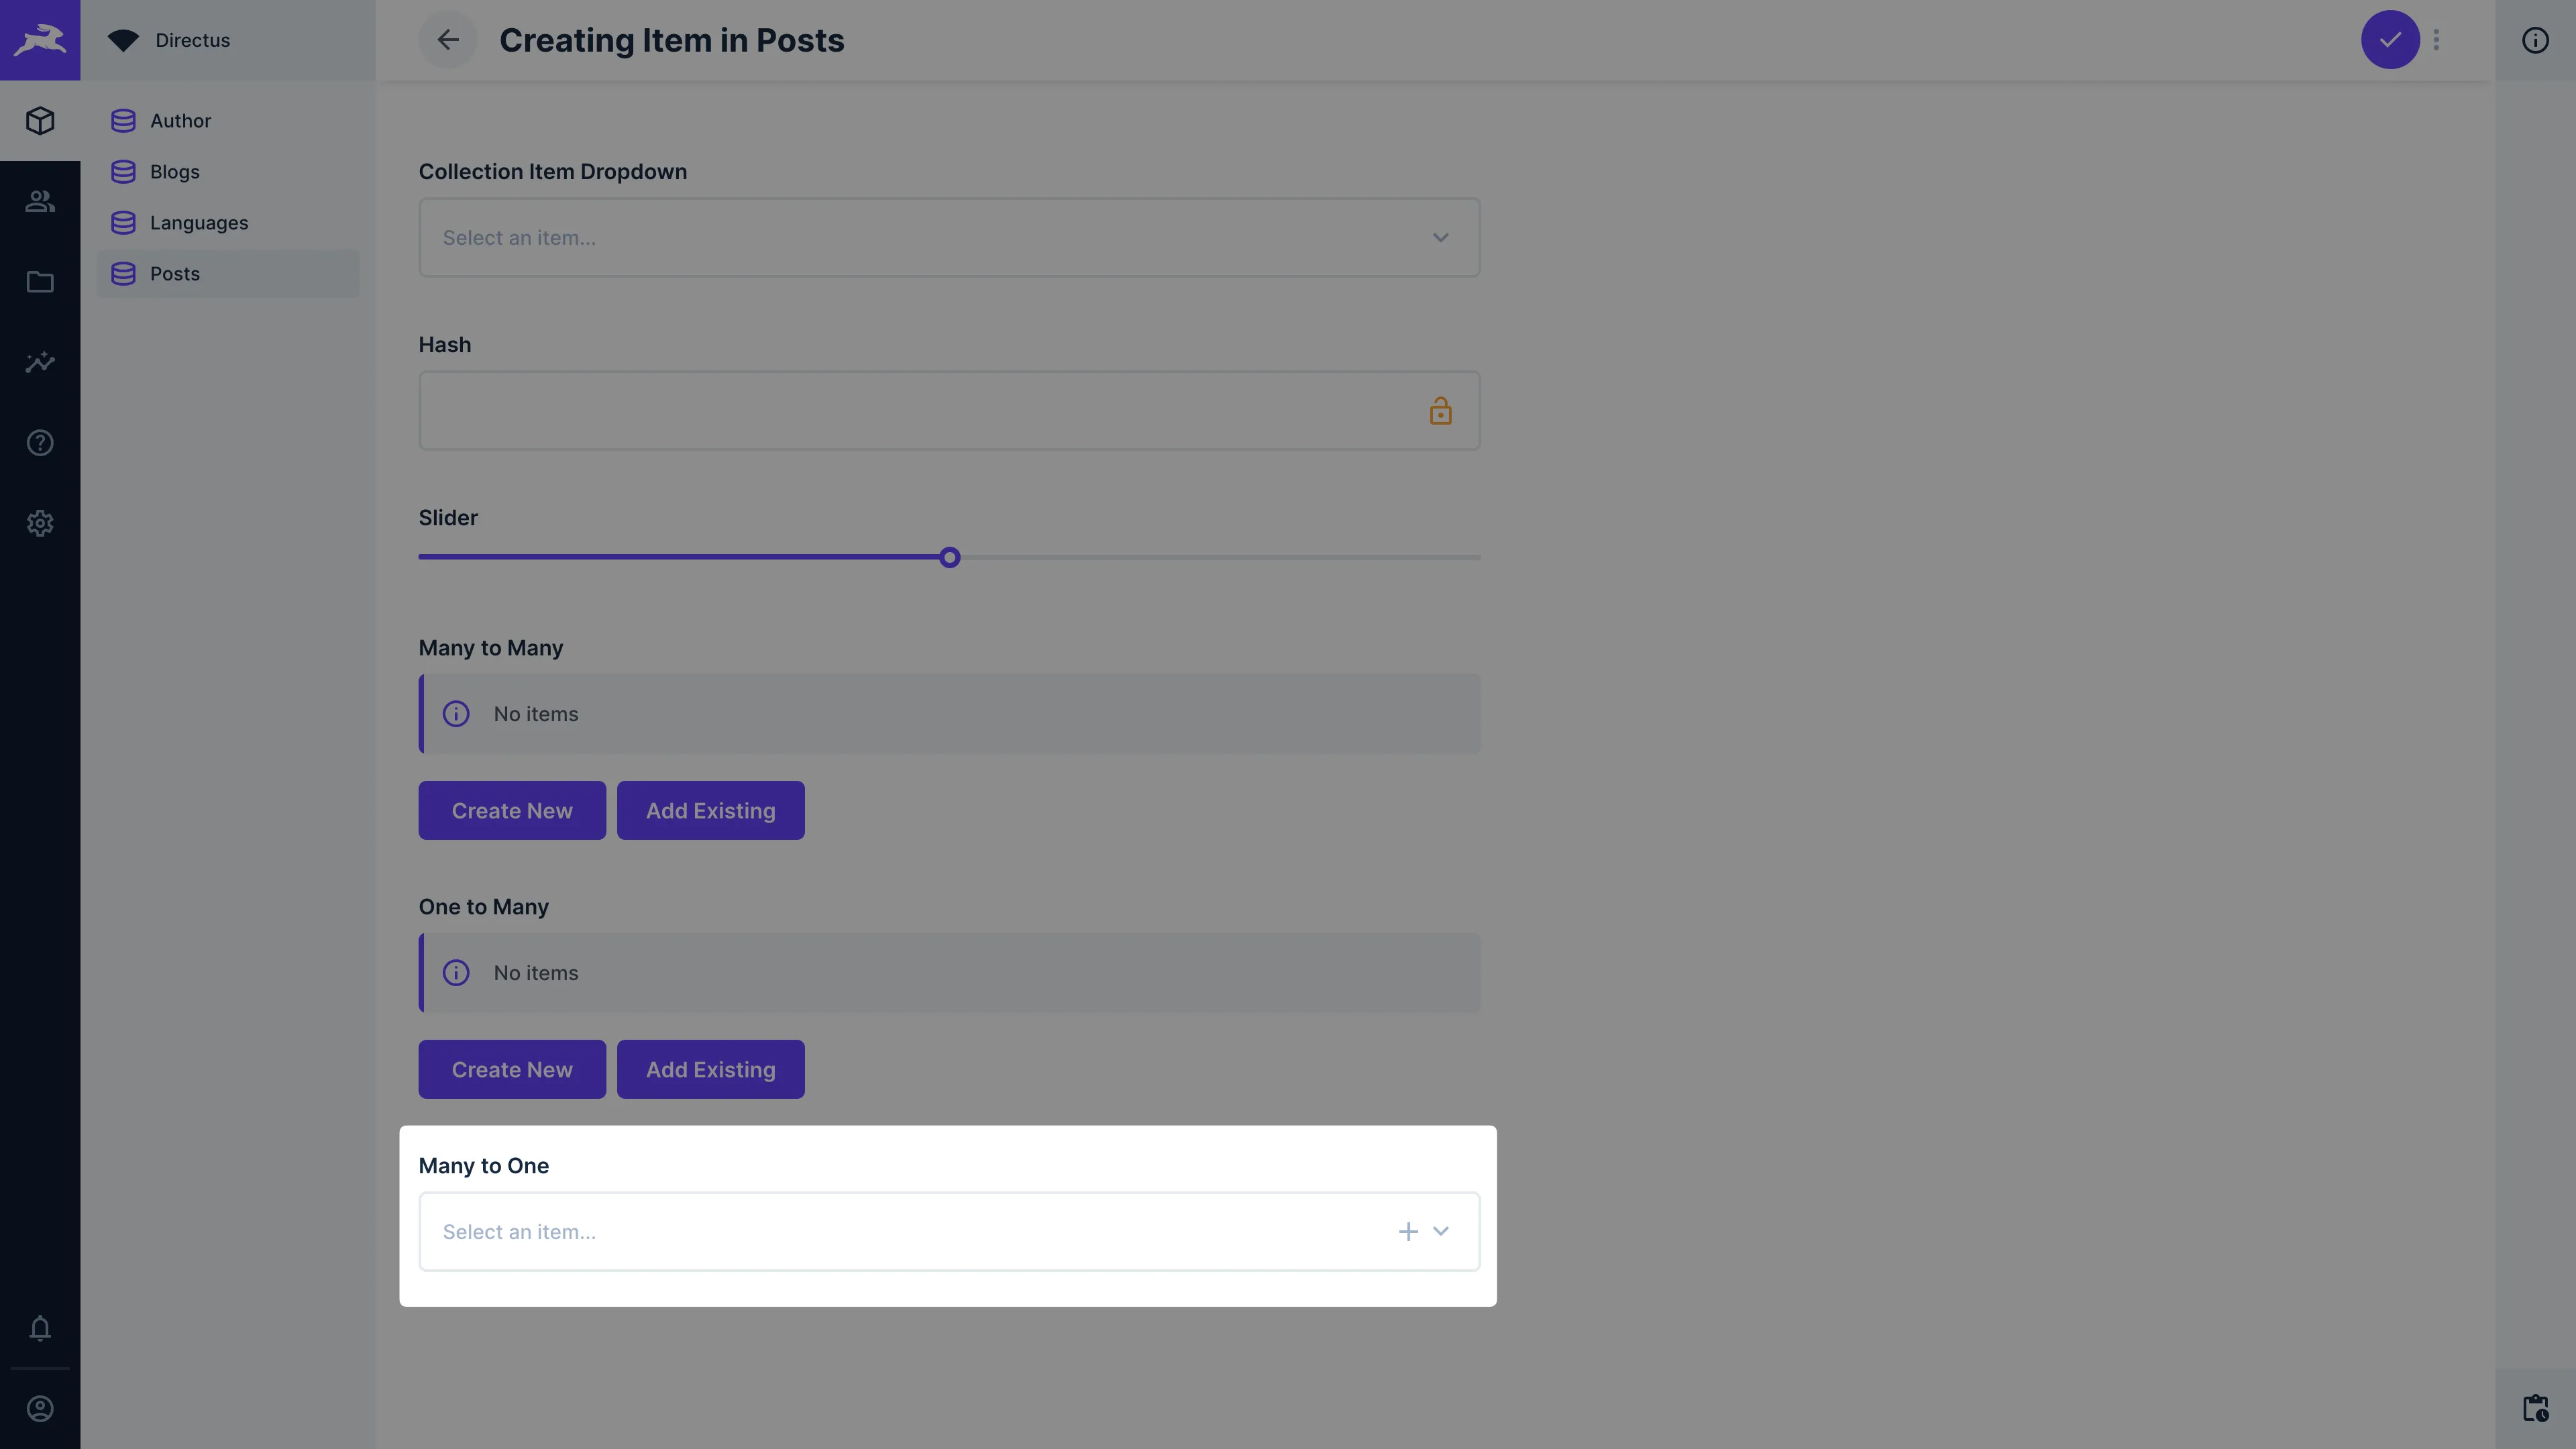 Directus
Creating Item in Posts
Author
Blogs
Languages
Posts
Collection Item Dropdown
Select an item...
Hash
Slider
Many to Many
No items
Create New
Add Existing
One to Many
No items
Create New
Add Existing
Many to One
Select an item...